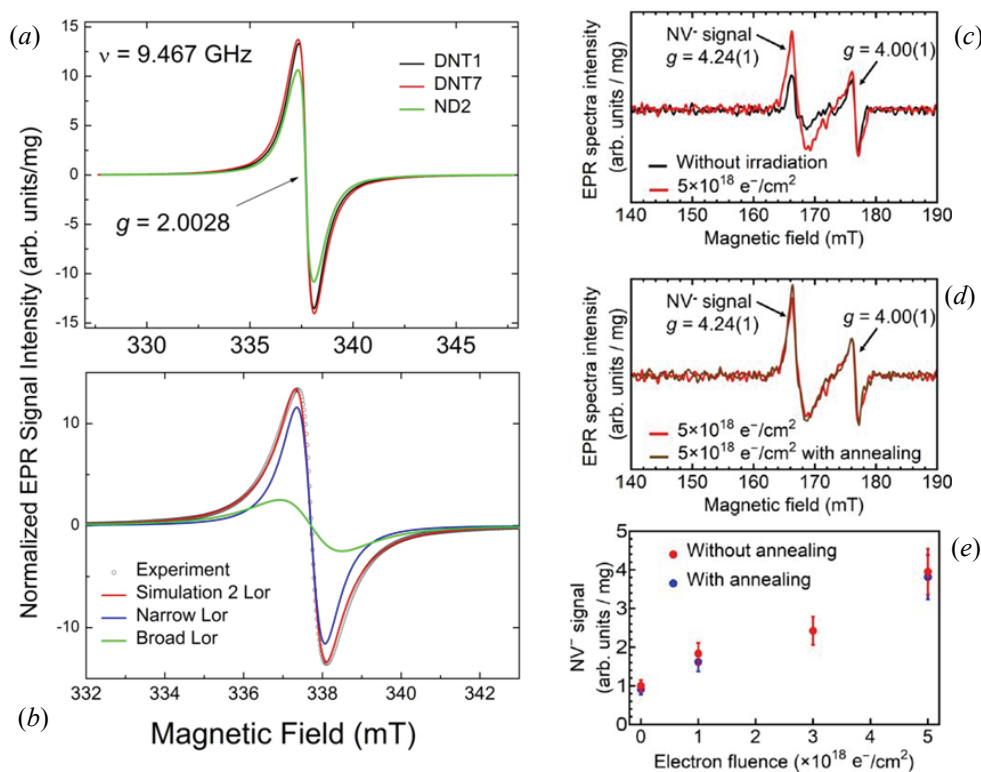 (a)
ν = 9.467 GHz
DNT1
DNT7
ND2
g = 2.0028
15
10
5
0
-5
-10
-15
330
335
340
345
Normalized EPR Signal Intensity (arb. units/mg)
10
0
-10
Experiment
Simulation 2 Lor
Narrow Lor
Broad Lor
332
334
336
338
340
342
(b)
Magnetic Field (mT)
(c)
NV⁻ signal
g = 4.24(1)
g = 4.00(1)
EPR spectra intensity
(arb. units / mg)
Without irradiation
5×10¹⁸ e⁻/cm²
140 150 160 170 180 190
Magnetic field (mT)
(d)
NV⁻ signal
g = 4.24(1)
g = 4.00(1)
EPR spectra intensity
(arb. units / mg)
5×10¹⁸ e⁻/cm²
5×10¹⁸ e⁻/cm² with annealing
140 150 160 170 180 190
Magnetic field (mT)
(e)
Without annealing
With annealing
NV⁻ signal
(arb. units / mg)
5
4
3
2
1
0
0 1 2 3 4 5
Electron fluence (×10¹⁸ e⁻/cm²)